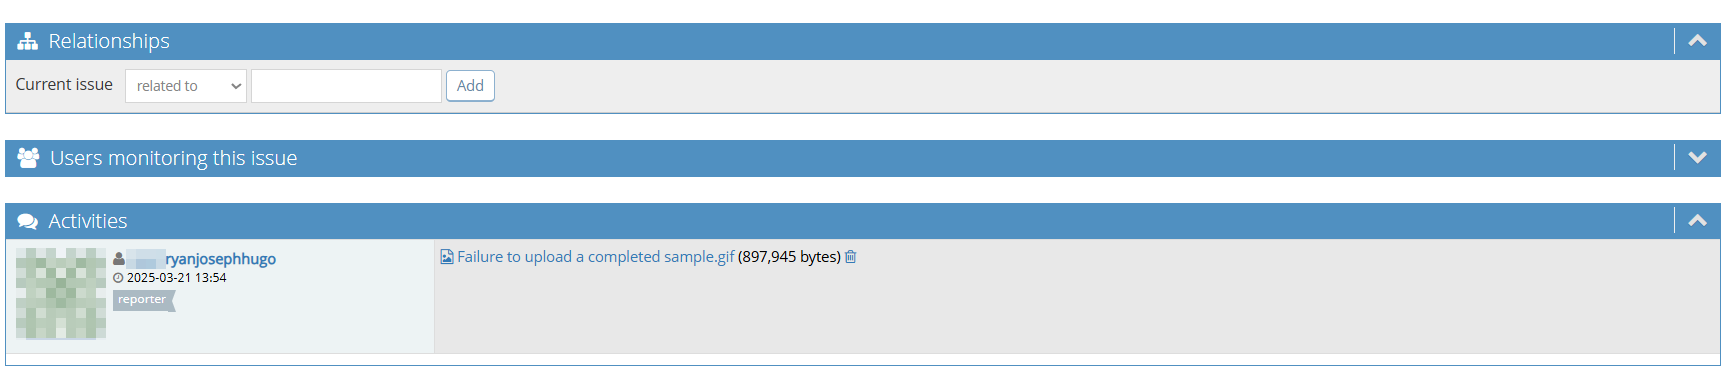 Relationships
Current issue related to Add
Users monitoring this issue
Activities
ryanjosephhugo
2025-03-21 13:54
reporter
Failure to upload a completed sample.gif (897,945 bytes)